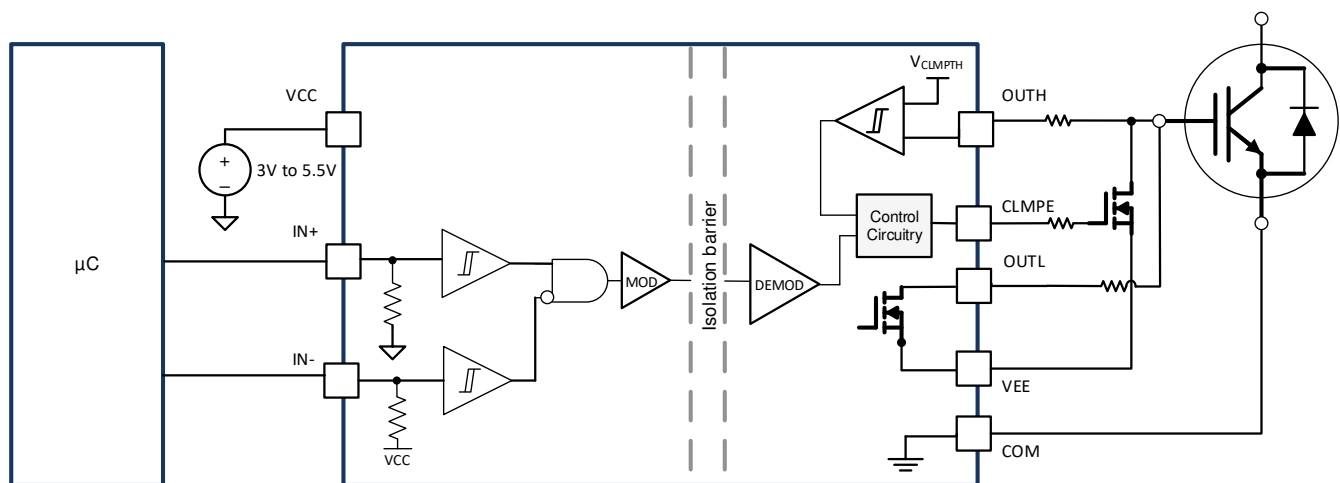 µC
VCC
+
–
3V to 5.5V
IN+
IN-
VCC
MOD
Isolation barrier
DEMOD
VCLMPTH
Control
Circuitry
OUTH
CLMPE
OUTL
VEE
COM